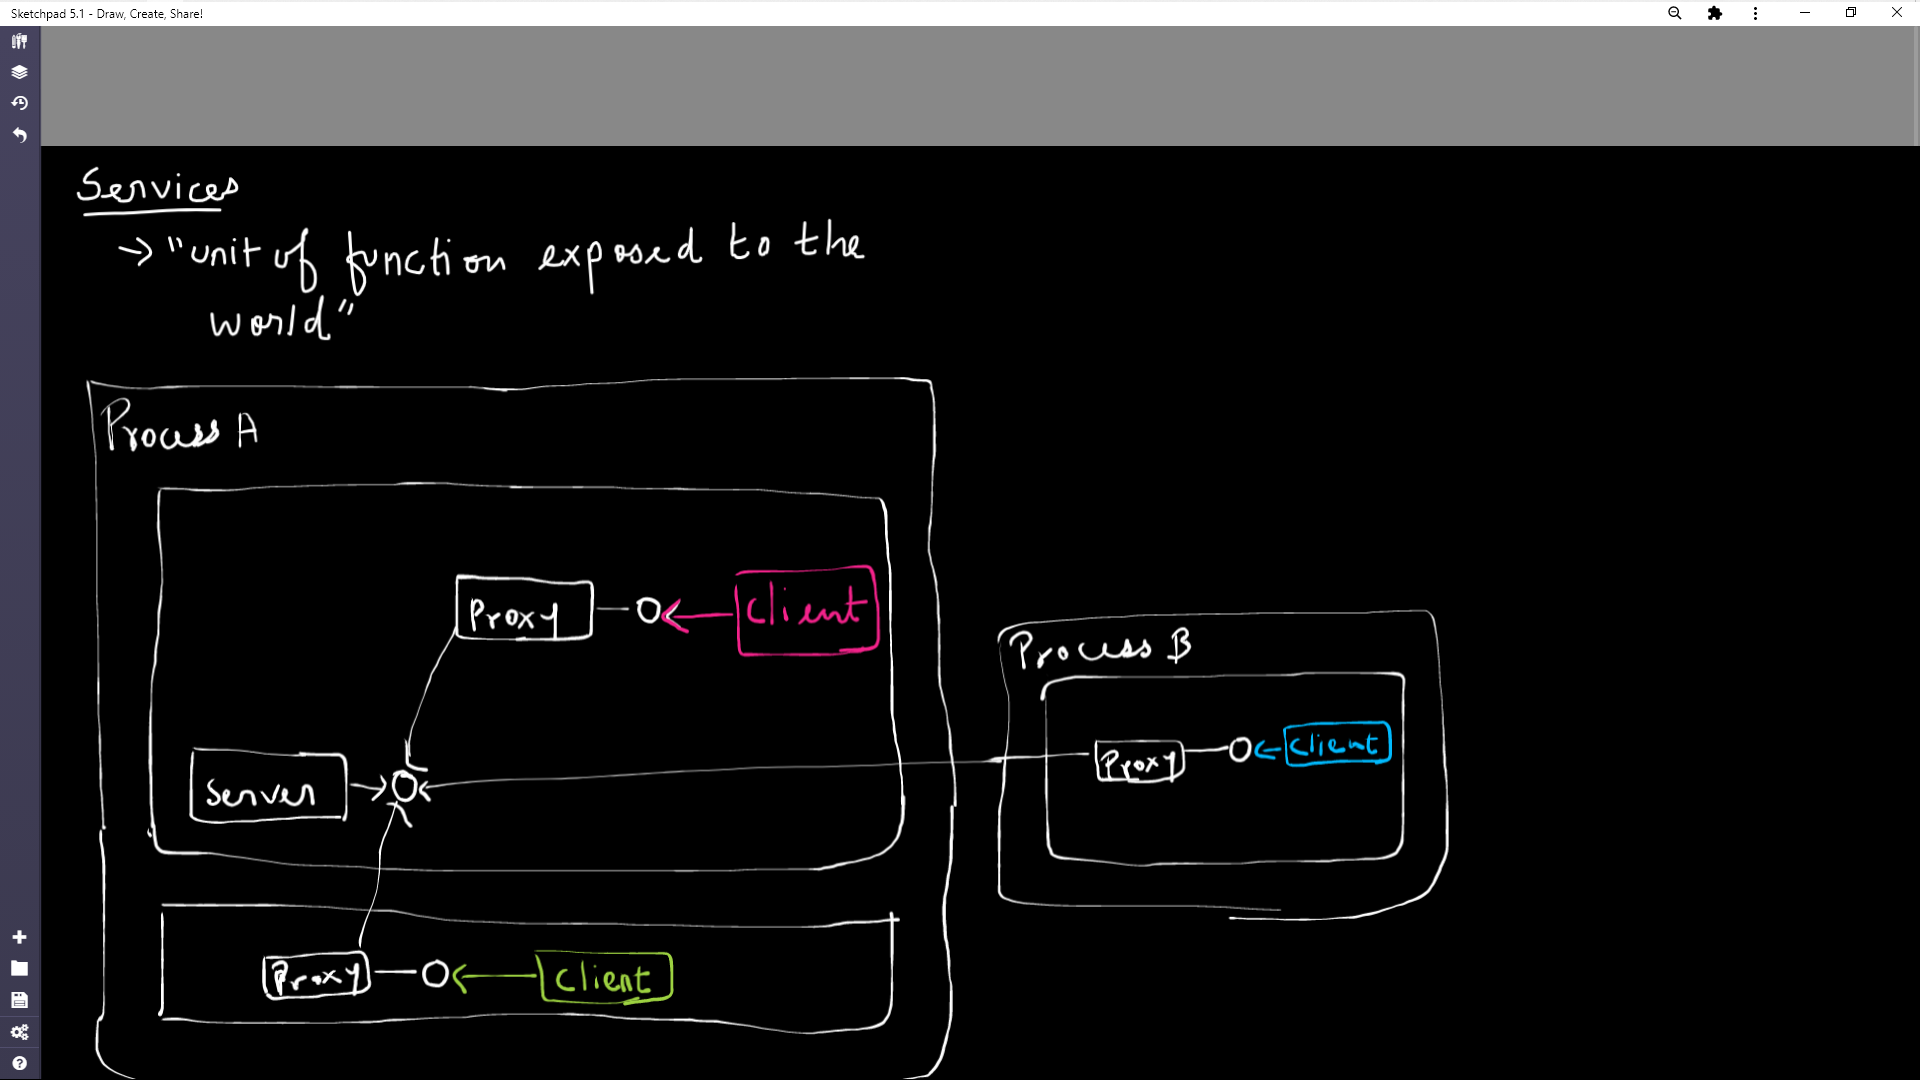 Sketchpad 5.1 - Draw, Create, Share!
Services
→ "unit of function exposed to the
world"
Process A
Proxy
Client
Process B
Proxy
Client
Server
Proxy
Client